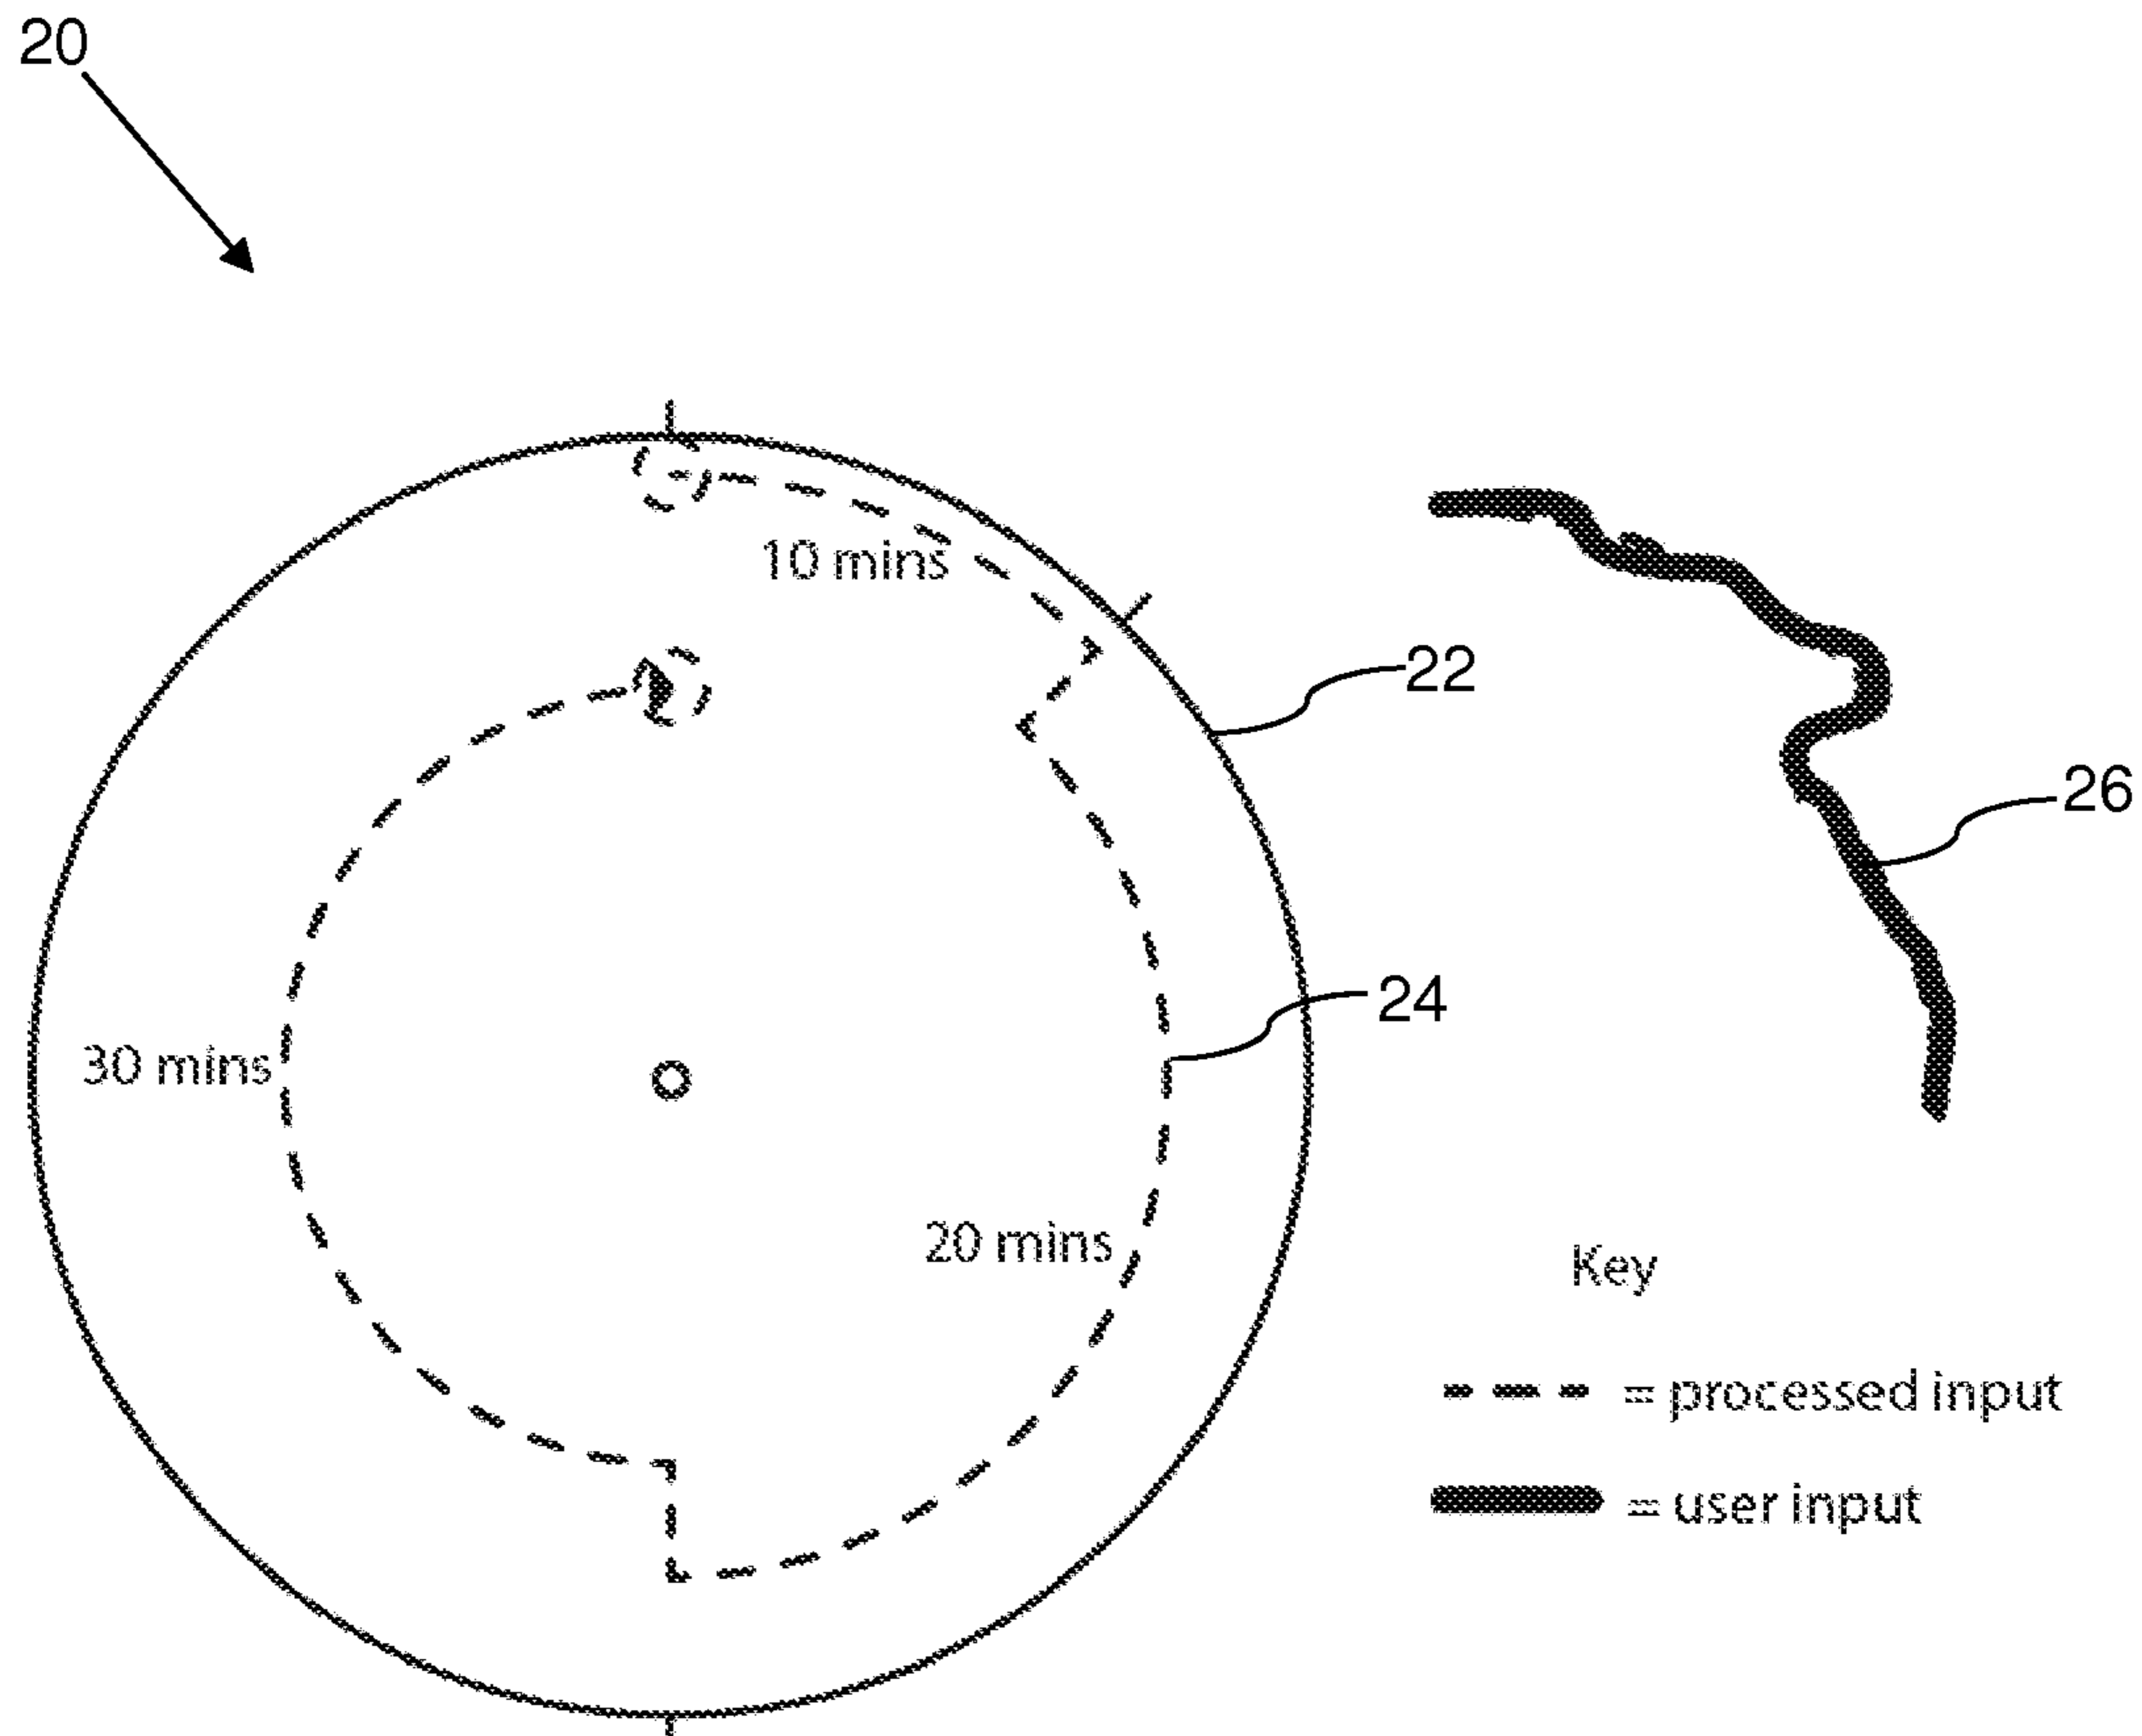 20
10 mins
22
26
24
30 mins
20 mins
Key
= processed input
= user input